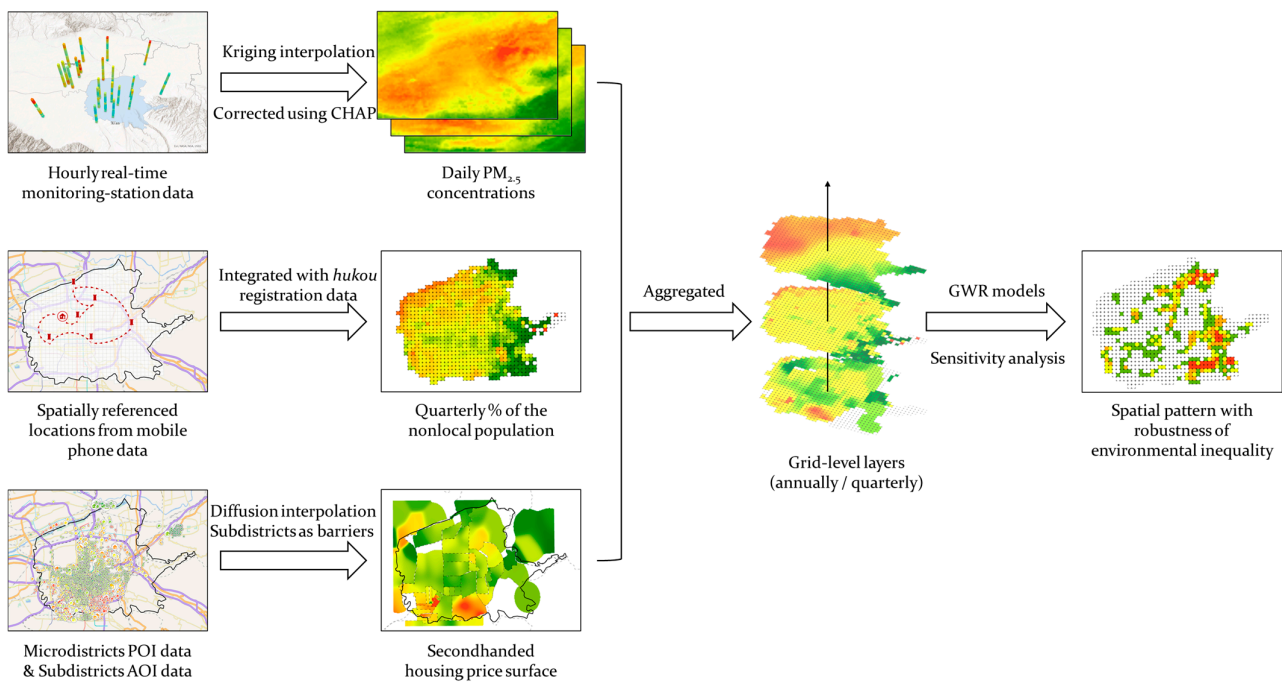 Kriging interpolation
Corrected using CHAP
Hourly real-time
monitoring-station data
Daily PM2.5
concentrations
Integrated with hukou
registration data
Spatially referenced
locations from mobile
phone data
Quarterly % of the
nonlocal population
Diffusion interpolation
Subdistricts as barriers
Microdistricts POI data
& Subdistricts AOI data
Secondhanded
housing price surface
Aggregated
Grid-level layers
(annually / quarterly)
GWR models
Sensitivity analysis
Spatial pattern with
robustness of
environmental inequality